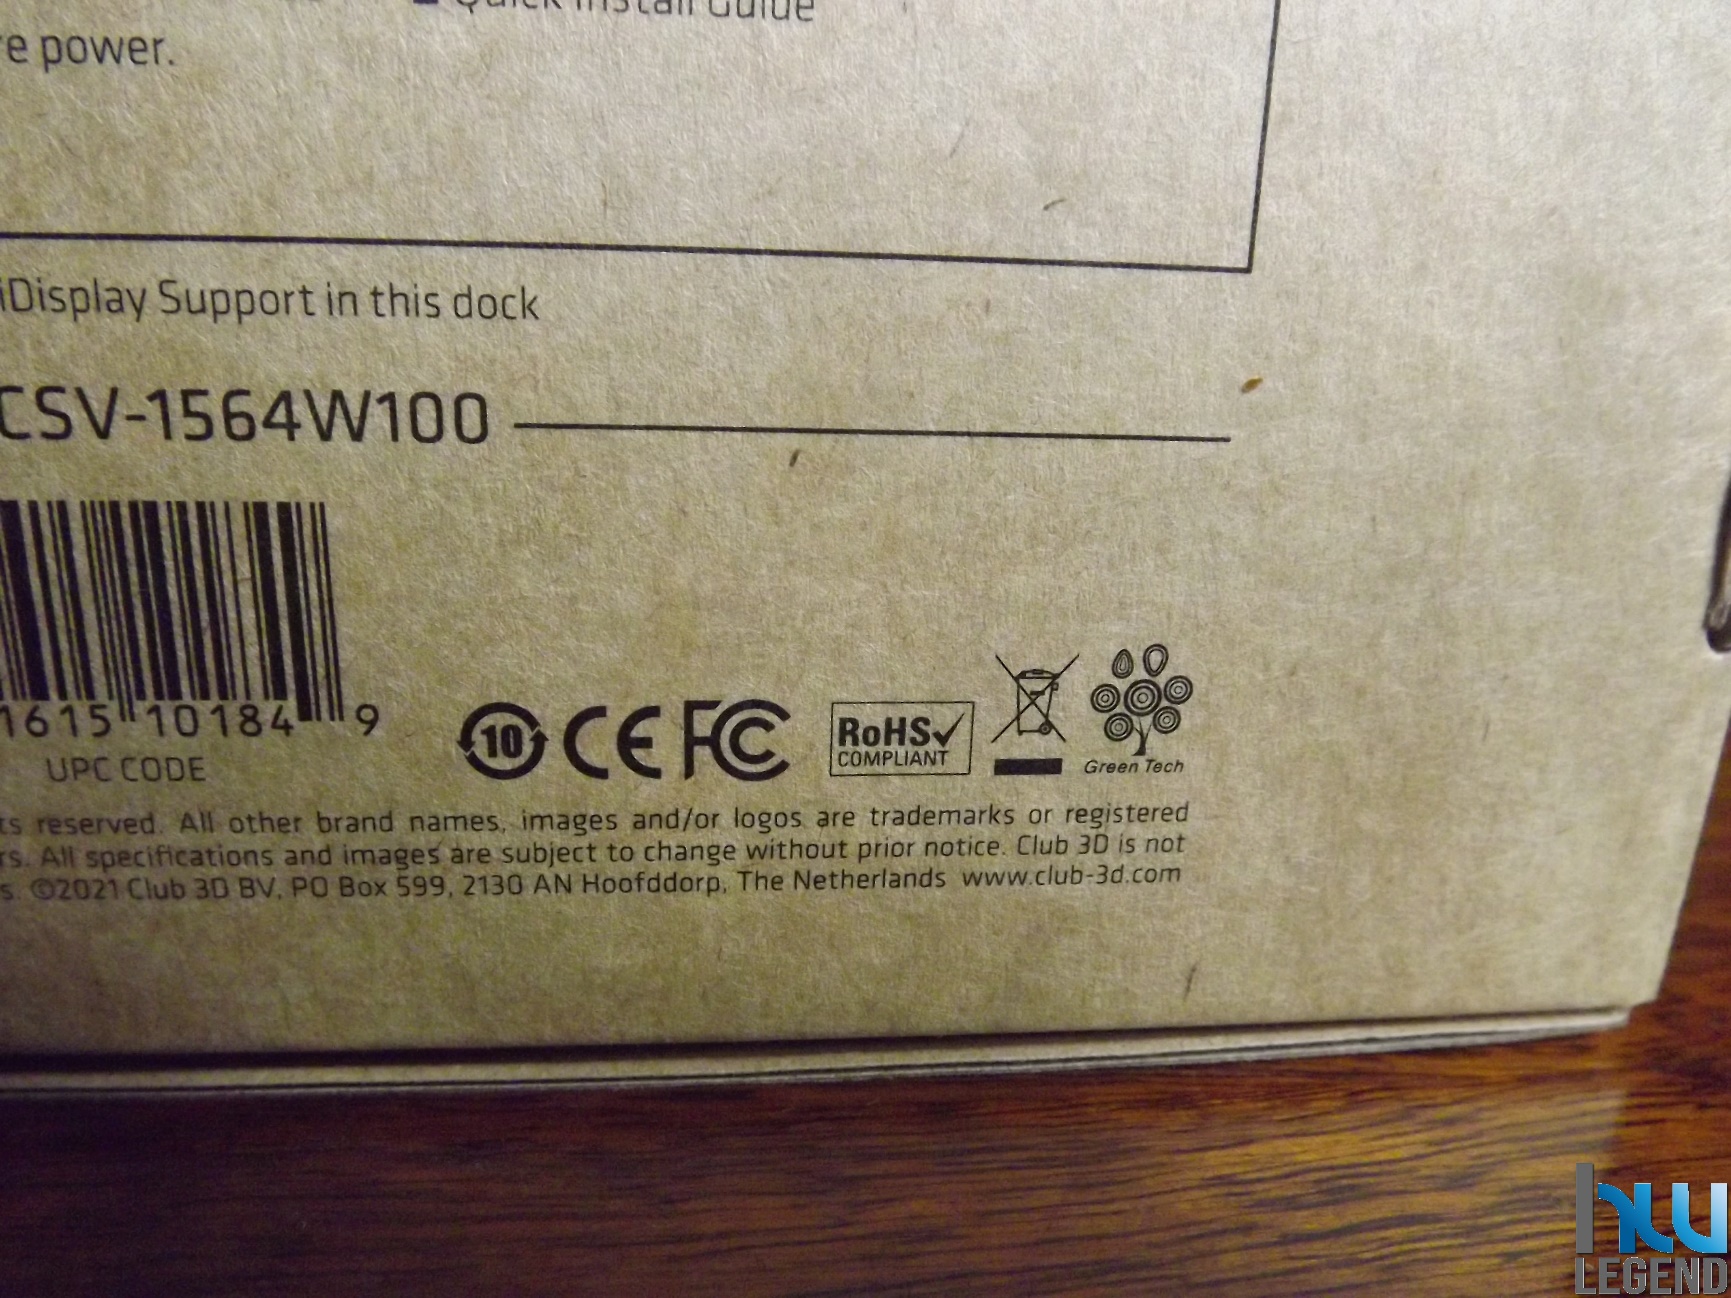 Quick Install Guide
re power.
iDisplay Support in this dock
CSV-1564W100
1615 10184 9
UPC CODE
10 CE FC
RoHS
COMPLIANT
Green Tech
ts reserved. All other brand names, images and/or logos are trademarks or registered
rs. All specifications and images are subject to change without prior notice. Club 3D is not
s. ©2021 Club 3D BV, PO Box 599, 2130 AN Hoofddorp, The Netherlands www.club-3d.com
LEGEND